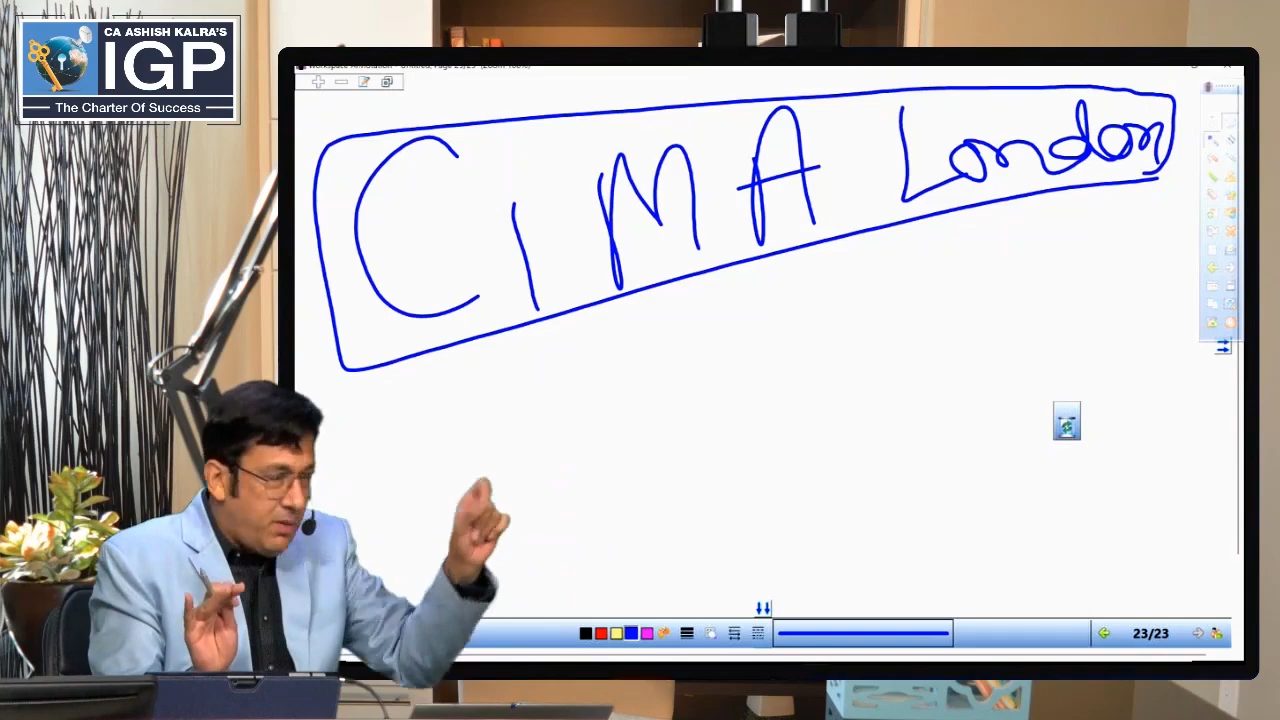 CA ASHISH KALRA'S
IGP
The Charter Of Success
CIMA London
23/23